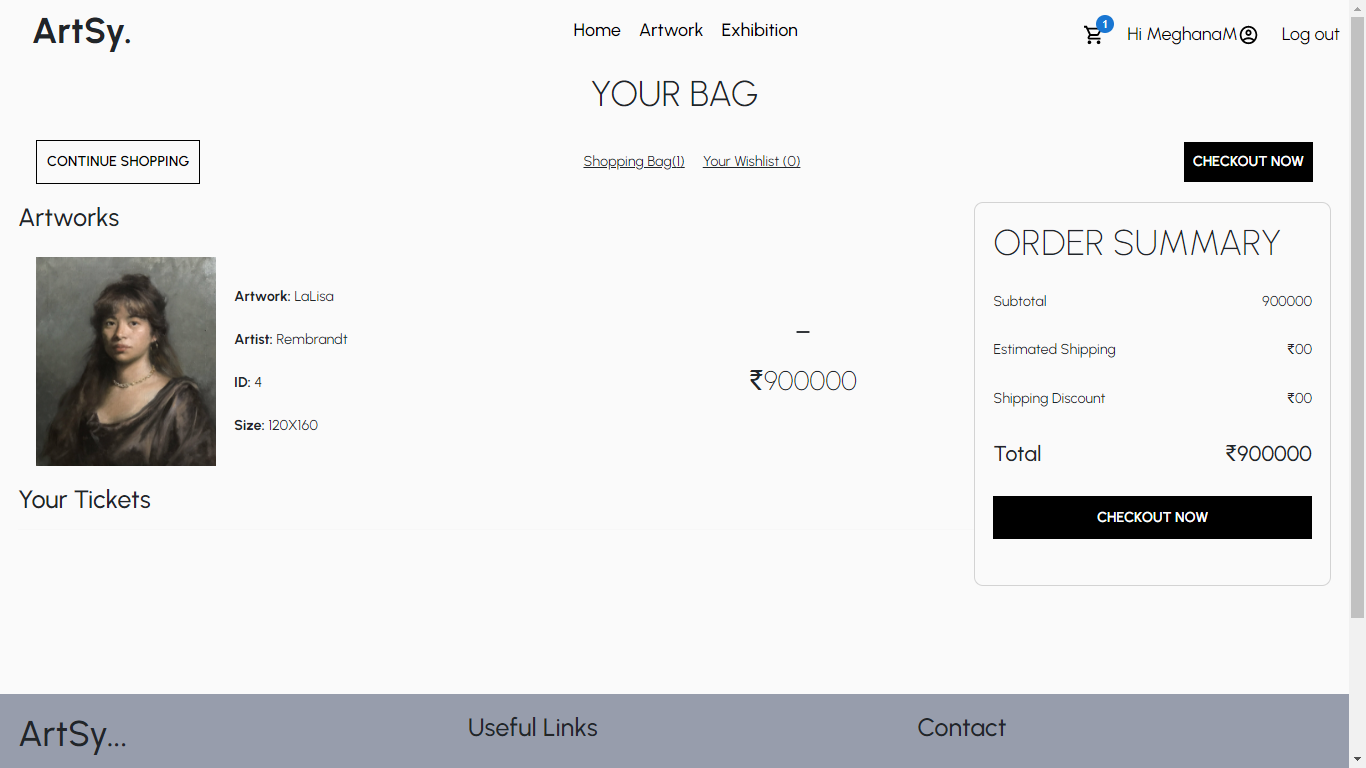 ArtSy.
Home Artwork Exhibition
1
Hi MeghanaM
Log out
YOUR BAG
CONTINUE SHOPPING
Shopping Bag(1) Your Wishlist (0)
CHECKOUT NOW
Artworks
Artwork: LaLisa
Artist: Rembrandt
ID: 4
Size: 120X160
₹900000
Your Tickets
ORDER SUMMARY
Subtotal 900000
Estimated Shipping ₹00
Shipping Discount ₹00
Total ₹900000
CHECKOUT NOW
ArtSy...
Useful Links
Contact